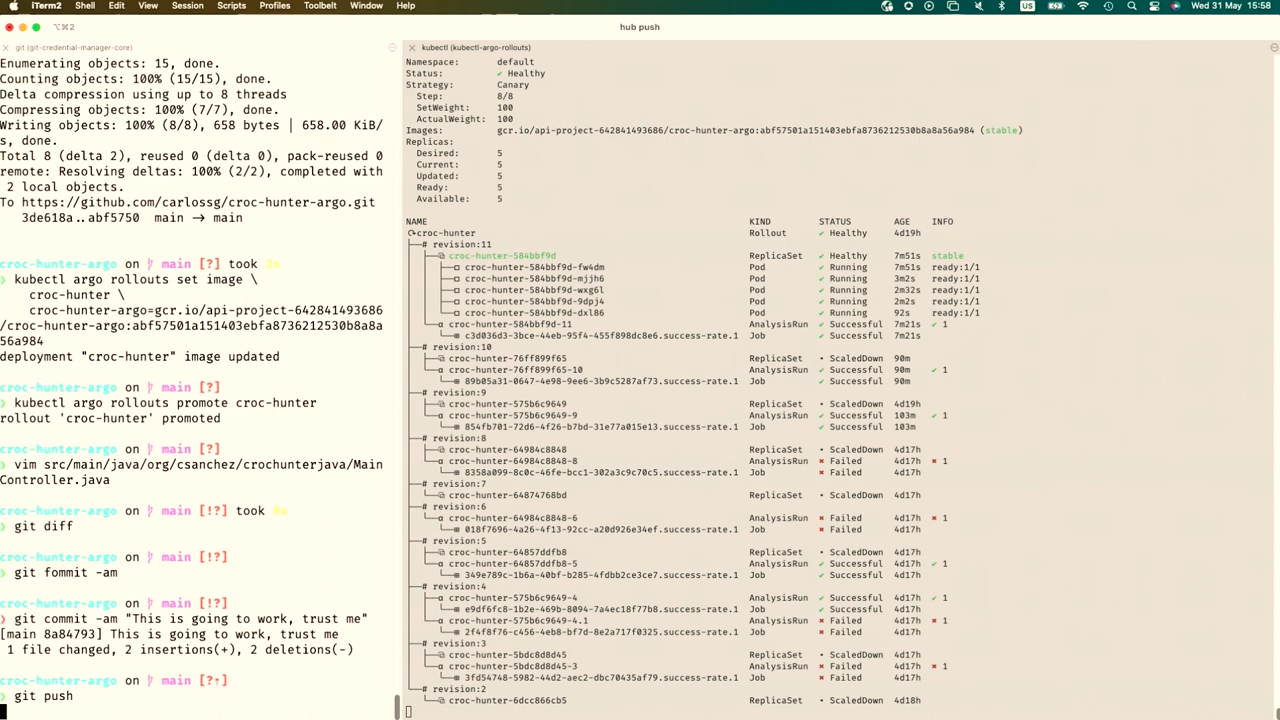 iTerm2 Shell Edit View Session Scripts Profiles Toolbelt Window Help US Wed 31 May 15:58
⌥⌘2 hub push
git (git-credential-manager-core)
Enumerating objects: 15, done.
Counting objects: 100% (15/15), done.
Delta compression using up to 8 threads
Compressing objects: 100% (7/7), done.
Writing objects: 100% (8/8), 658 bytes | 658.00 KiB/
s, done.
Total 8 (delta 2), reused 0 (delta 0), pack-reused 0
remote: Resolving deltas: 100% (2/2), completed with
2 local objects.
To https://github.com/carlossg/croc-hunter-argo.git
3de618a..abf5750 main → main
croc-hunter-argo on main [?] took 2s
❯ kubectl argo rollouts set image \
croc-hunter \
croc-hunter-argo=gcr.io/api-project-642841493686
/croc-hunter-argo:abf57501a151403ebfa8736212530b8a8a
56a984
deployment "croc-hunter" image updated
croc-hunter-argo on main [?]
❯ kubectl argo rollouts promote croc-hunter
rollout 'croc-hunter' promoted
croc-hunter-argo on main [?]
❯ vim src/main/java/org/csanchez/crochunterjava/Main
Controller.java
croc-hunter-argo on main [!?] took
❯ git diff
croc-hunter-argo on main [!?]
❯ git fommit -am
croc-hunter-argo on main [!?]
❯ git commit -am "This is going to work, trust me"
[main 8a84793] This is going to work, trust me
1 file changed, 2 insertions(+), 2 deletions(-)
croc-hunter-argo on main [?⇡]
❯ git push
kubectl (kubectl-argo-rollouts)
Namespace: default
Status: ✔ Healthy
Strategy: Canary
Step: 8/8
SetWeight: 100
ActualWeight: 100
Images: gcr.io/api-project-642841493686/croc-hunter-argo:abf57501a151403ebfa8736212530b8a8a56a984 (stable)
Replicas:
Desired: 5
Current: 5
Updated: 5
Ready: 5
Available: 5
NAME KIND STATUS AGE INFO
⟳ croc-hunter Rollout ✔ Healthy 4d19h
├──# revision:11
│ ├──⧉ croc-hunter-584bbf9d ReplicaSet ✔ Healthy 7m51s stable
│ │ ├──□ croc-hunter-584bbf9d-fw4dm Pod ✔ Running 7m51s ready:1/1
│ │ ├──□ croc-hunter-584bbf9d-mjjh6 Pod ✔ Running 3m2s ready:1/1
│ │ ├──□ croc-hunter-584bbf9d-wxg6l Pod ✔ Running 2m32s ready:1/1
│ │ ├──□ croc-hunter-584bbf9d-9dpj4 Pod ✔ Running 2m2s ready:1/1
│ │ └──□ croc-hunter-584bbf9d-dxl86 Pod ✔ Running 92s ready:1/1
│ └──α croc-hunter-584bbf9d-11 AnalysisRun ✔ Successful 7m21s ✔ 1
│ └──⊞ c3d036d3-3bce-44eb-95f4-455f898dc8e6.success-rate.1 Job ✔ Successful 7m21s
├──# revision:10
│ ├──⧉ croc-hunter-76ff899f65 ReplicaSet • ScaledDown 90m
│ └──α croc-hunter-76ff899f65-10 AnalysisRun ✔ Successful 90m ✔ 1
│ └──⊞ 89b05a31-0647-4e98-9ee6-3b9c5287af73.success-rate.1 Job ✔ Successful 90m
├──# revision:9
│ ├──⧉ croc-hunter-575b6c9649 ReplicaSet • ScaledDown 4d19h
│ └──α croc-hunter-575b6c9649-9 AnalysisRun ✔ Successful 103m ✔ 1
│ └──⊞ 854fb701-72d6-4f26-b7bd-31e77a015e13.success-rate.1 Job ✔ Successful 103m
├──# revision:8
│ ├──⧉ croc-hunter-64984c8848 ReplicaSet • ScaledDown 4d17h
│ └──α croc-hunter-64984c8848-8 AnalysisRun ✖ Failed 4d17h ✖ 1
│ └──⊞ 8358a099-8c0c-46fe-bcc1-302a3c9c70c5.success-rate.1 Job ✖ Failed 4d17h
├──# revision:7
│ └──⧉ croc-hunter-64874768bd ReplicaSet • ScaledDown 4d17h
├──# revision:6
│ └──α croc-hunter-64984c8848-6 AnalysisRun ✖ Failed 4d17h ✖ 1
│ └──⊞ 018f7696-4a26-4f13-92cc-a20d926e34ef.success-rate.1 Job ✖ Failed 4d17h
├──# revision:5
│ ├──⧉ croc-hunter-64857ddfb8 ReplicaSet • ScaledDown 4d17h
│ └──α croc-hunter-64857ddfb8-5 AnalysisRun ✔ Successful 4d17h ✔ 1
│ └──⊞ 349e789c-1b6a-40bf-b285-4fdbb2ce3ce7.success-rate.1 Job ✔ Successful 4d17h
├──# revision:4
│ ├──α croc-hunter-575b6c9649-4 AnalysisRun ✔ Successful 4d17h ✔ 1
│ │ └──⊞ e9df6fc8-1b2e-469b-8094-7a4ec18f77b8.success-rate.1 Job ✔ Successful 4d17h
│ └──α croc-hunter-575b6c9649-4.1 AnalysisRun ✖ Failed 4d17h ✖ 1
│ └──⊞ 2f4f8f76-c456-4eb8-bf7d-8e2a717f0325.success-rate.1 Job ✖ Failed 4d17h
├──# revision:3
│ ├──⧉ croc-hunter-5bdc8d8d45 ReplicaSet • ScaledDown 4d17h
│ └──α croc-hunter-5bdc8d8d45-3 AnalysisRun ✖ Failed 4d17h ✖ 1
│ └──⊞ 3fd54748-5982-44d2-aec2-dbc70435af79.success-rate.1 Job ✖ Failed 4d17h
└──# revision:2
└──⧉ croc-hunter-6dcc866cb5 ReplicaSet • ScaledDown 4d18h